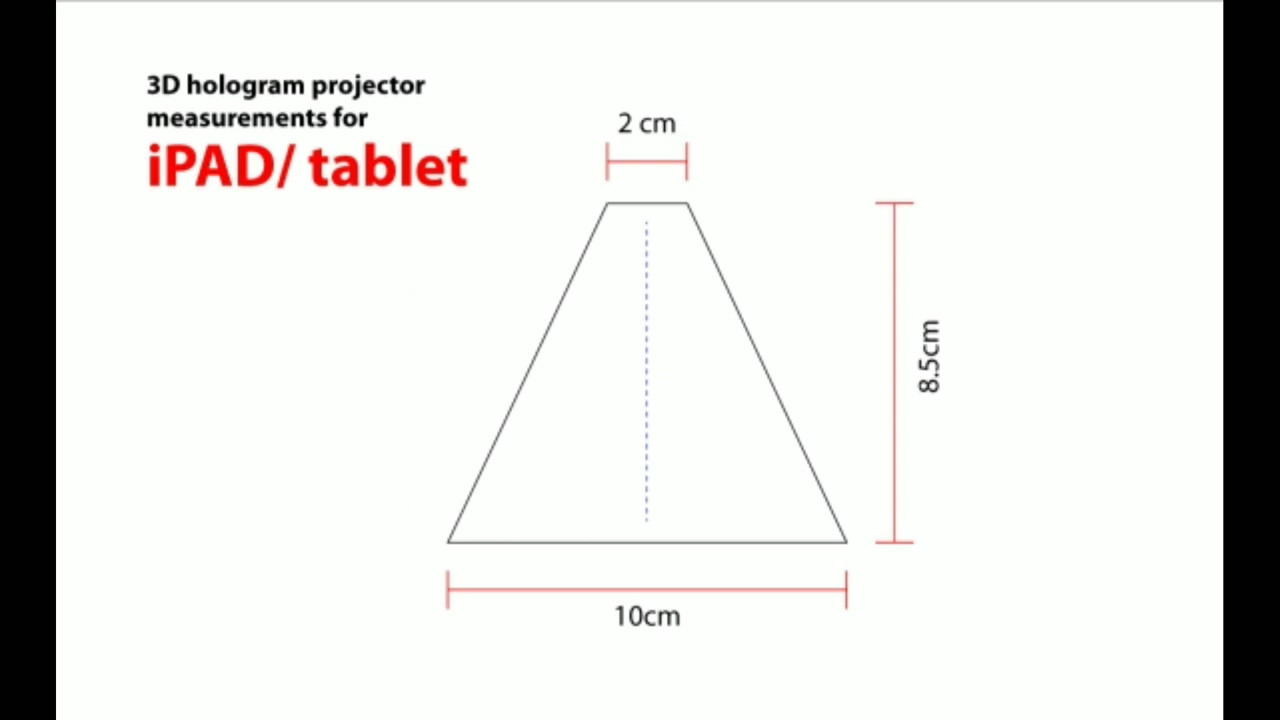 3D hologram projector
measurements for
iPAD/ tablet
2 cm
8.5cm
10cm